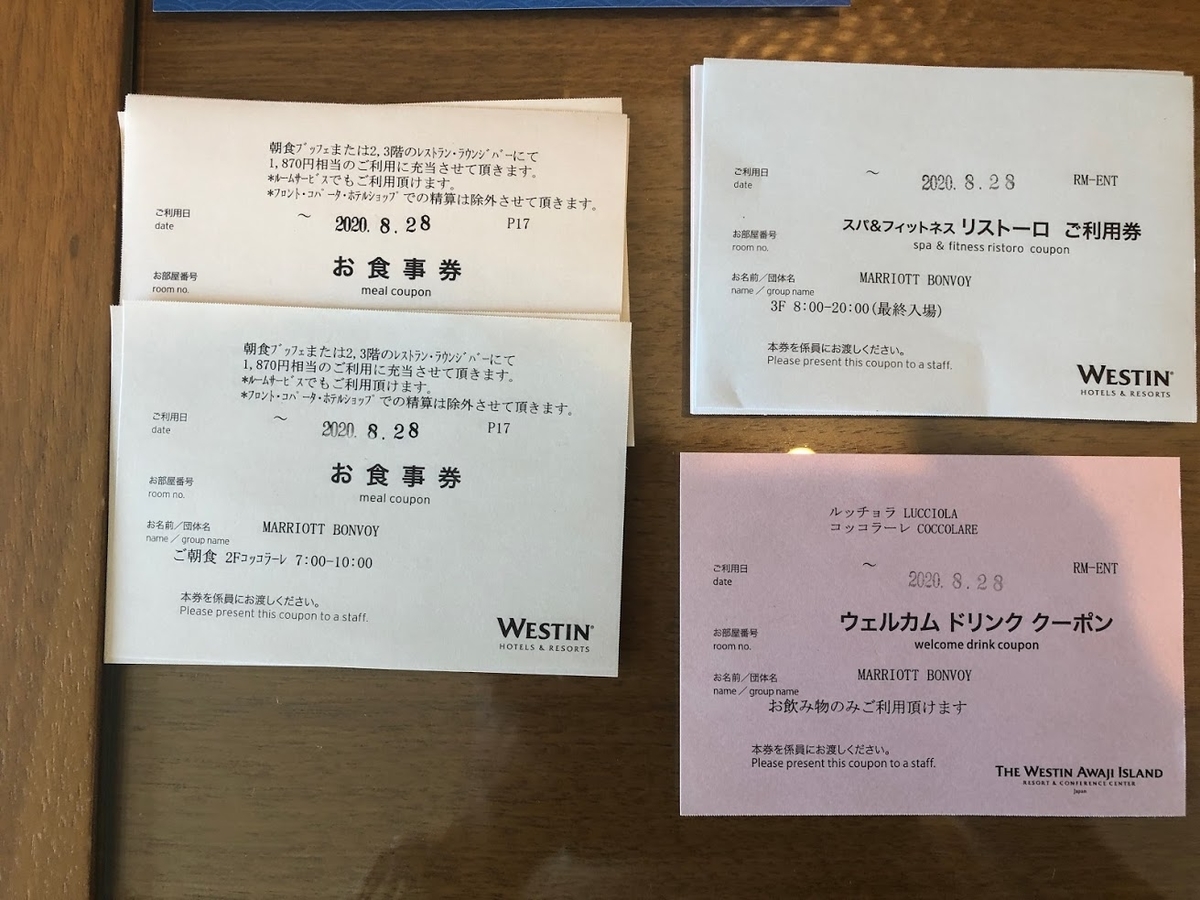 朝食ブッフェまたは2,3階のレストラン・ラウンジバーにて
1,870円相当のご利用に充当させて頂きます。
*ルームサービスでもご利用頂けます。
*フロント・コパータ・ホテルショップでの精算は除外させて頂きます。
ご利用日
date
～ 2020. 8. 28 P17
お食事券
meal coupon
お部屋番号
room no.
朝食ブッフェまたは2,3階のレストラン・ラウンジバーにて
1,870円相当のご利用に充当させて頂きます。
*ルームサービスでもご利用頂けます。
*フロント・コパータ・ホテルショップでの精算は除外させて頂きます。
ご利用日
date
～ 2020. 8. 28 P17
お食事券
meal coupon
お部屋番号
room no.
お名前／団体名 MARRIOTT BONVOY
name / group name
ご朝食 2Fコッコラーレ 7:00-10:00
本券を係員にお渡しください。
Please present this coupon to a staff.
WESTIN®
HOTELS & RESORTS
ご利用日
date
～ 2020. 8. 28 RM-ENT
スパ&フィットネス リストーロ ご利用券
spa & fitness ristoro coupon
お部屋番号
room no.
お名前／団体名 MARRIOTT BONVOY
name / group name
3F 8:00-20:00(最終入場)
本券を係員にお渡しください。
Please present this coupon to a staff.
WESTIN®
HOTELS & RESORTS
ルッチョラ LUCCIOLA
コッコラーレ COCCOLARE
ご利用日
date
～ 2020. 8. 28 RM-ENT
ウェルカム ドリンク クーポン
welcome drink coupon
お部屋番号
room no.
お名前／団体名 MARRIOTT BONVOY
name / group name
お飲み物のみご利用頂けます
本券を係員にお渡しください。
Please present this coupon to a staff.
THE WESTIN AWAJI ISLAND
RESORT & CONFERENCE CENTER
Japan